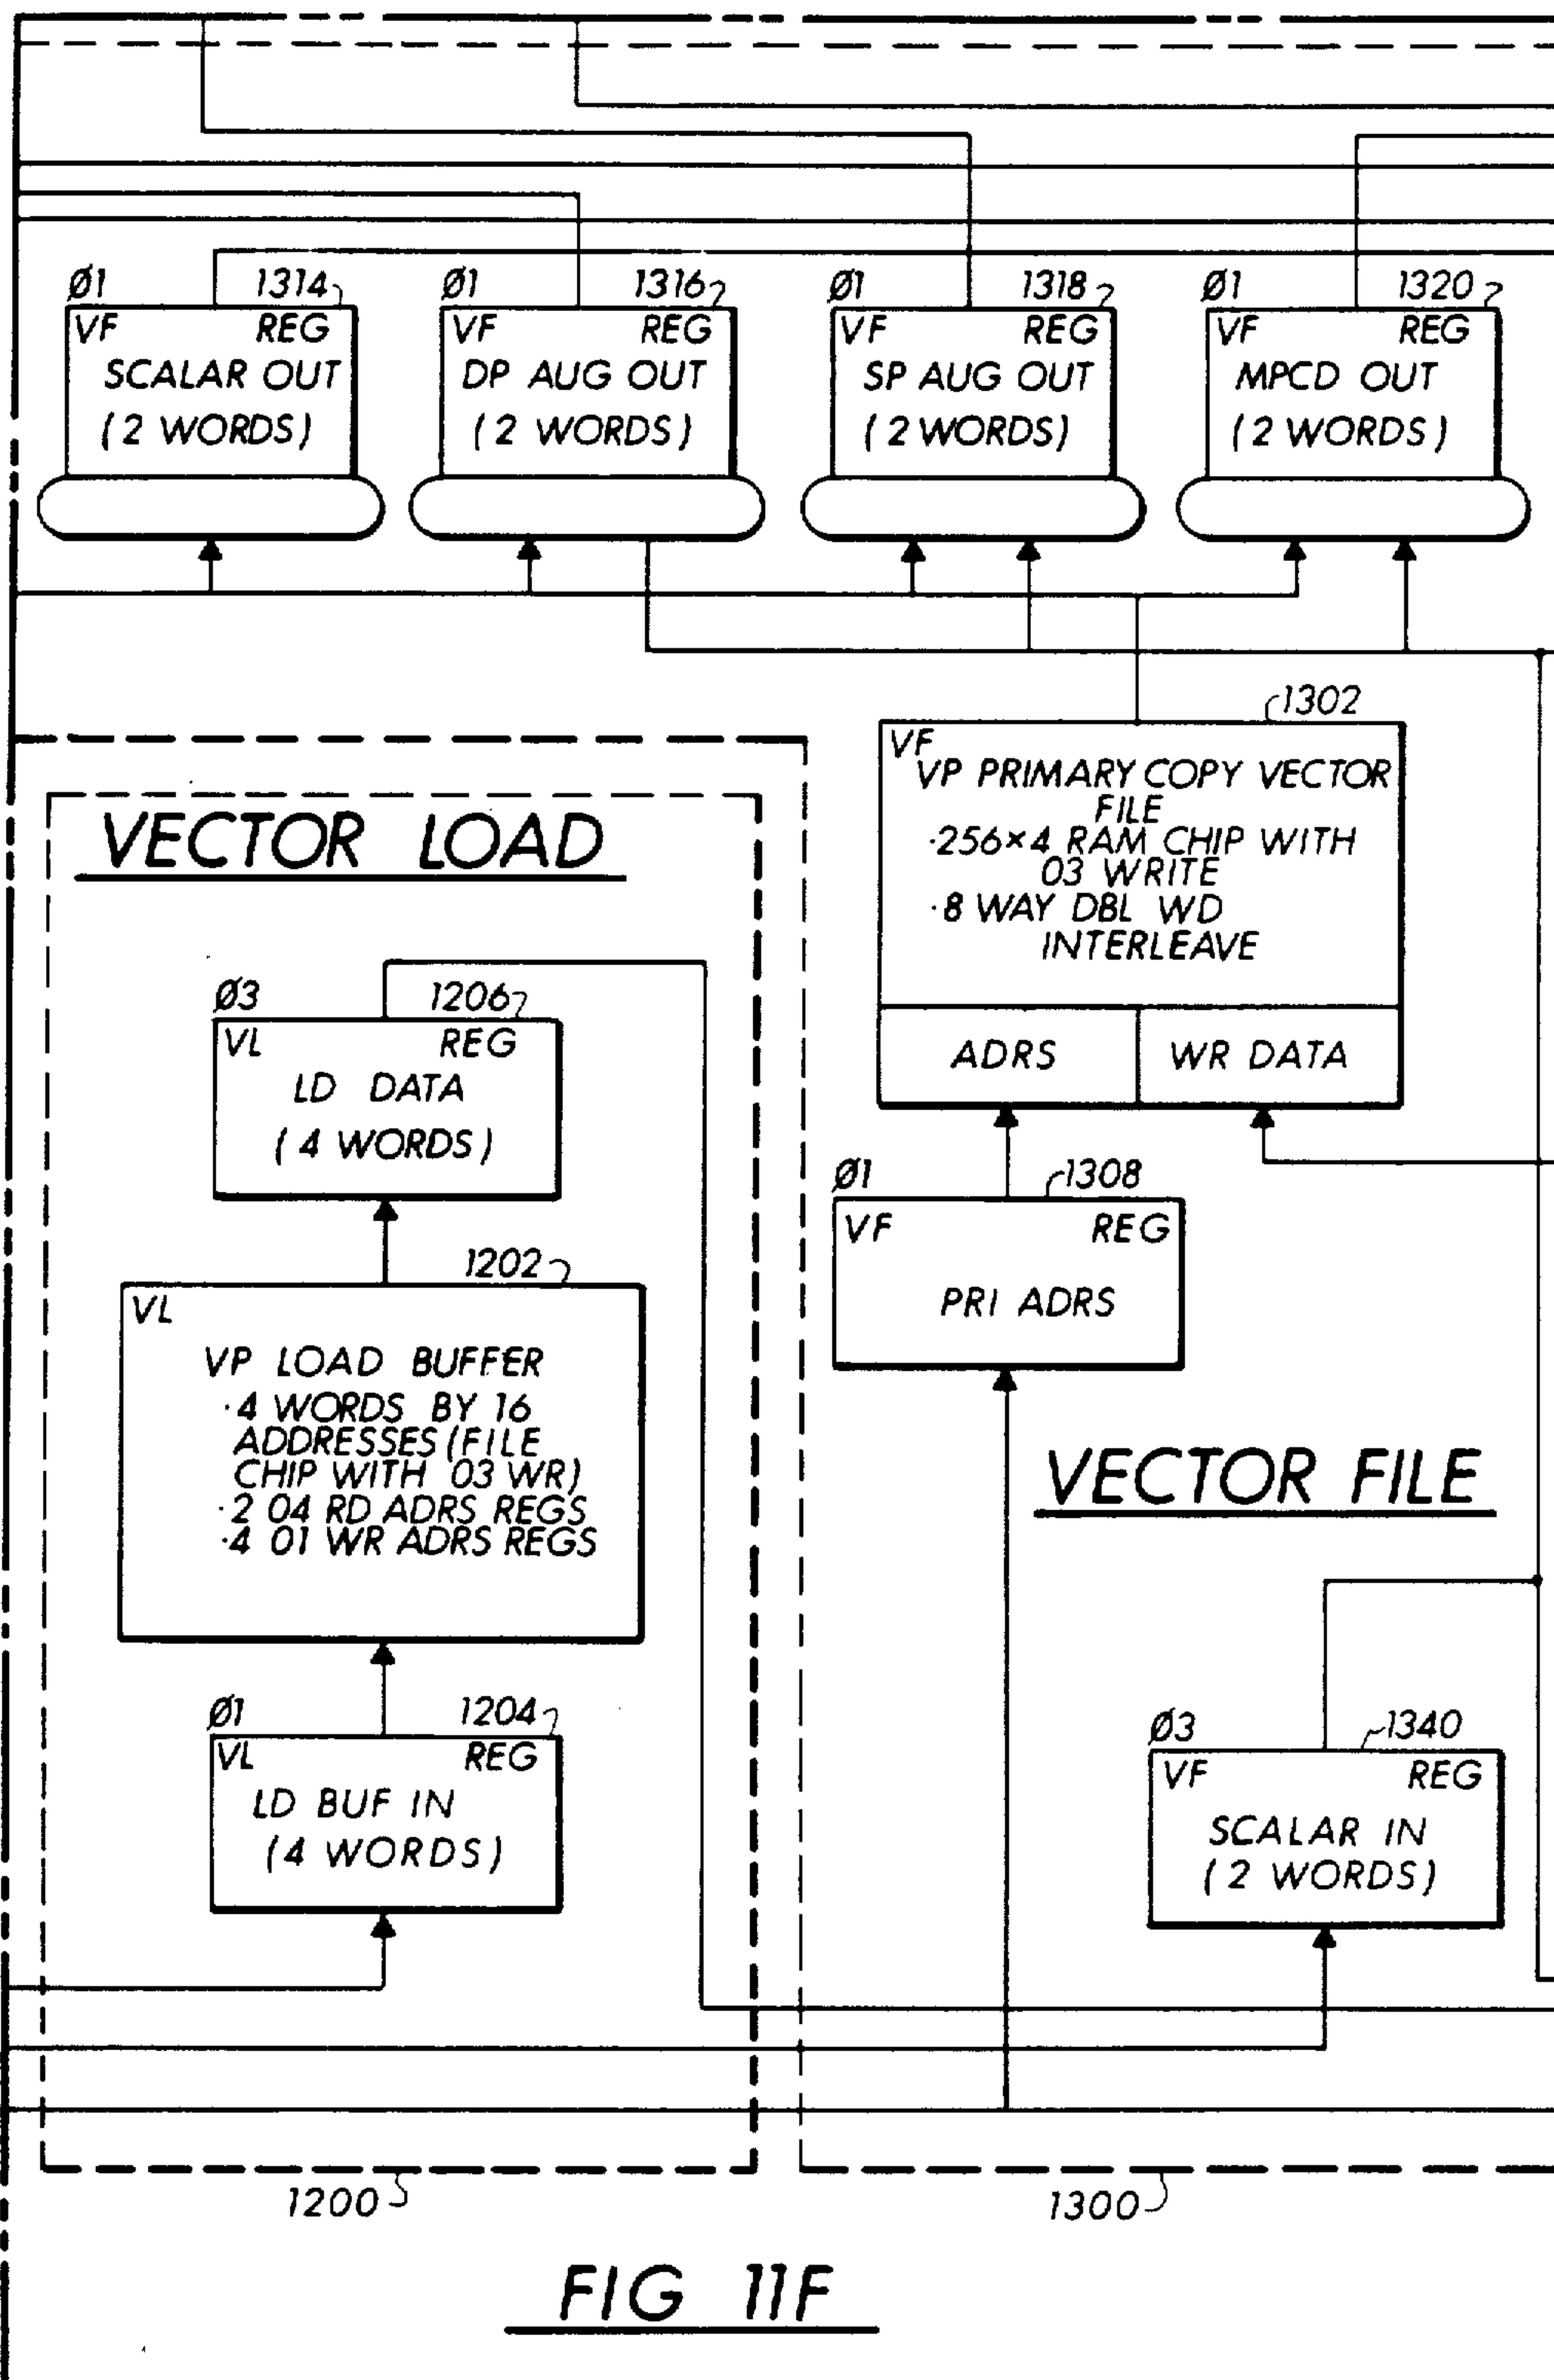 Ø1 1314
VF REG
SCALAR OUT
(2 WORDS)
Ø1 1316
VF REG
DP AUG OUT
(2 WORDS)
Ø1 1318
VF REG
SP AUG OUT
(2 WORDS)
Ø1 1320
VF REG
MPCD OUT
(2 WORDS)
1302
VF
VP PRIMARY COPY VECTOR
FILE
·256×4 RAM CHIP WITH
03 WRITE
·8 WAY DBL WD
INTERLEAVE
ADRS WR DATA
VECTOR LOAD
Ø3 1206
VL REG
LD DATA
(4 WORDS)
1202
VL
VP LOAD BUFFER
·4 WORDS BY 16
ADDRESSES (FILE
CHIP WITH 03 WR)
·2 04 RD ADRS REGS
·4 01 WR ADRS REGS
Ø1 1204
VL REG
LD BUF IN
(4 WORDS)
Ø1 1308
VF REG
PRI ADRS
VECTOR FILE
Ø3 1340
VF REG
SCALAR IN
(2 WORDS)
1200
1300
FIG 11F